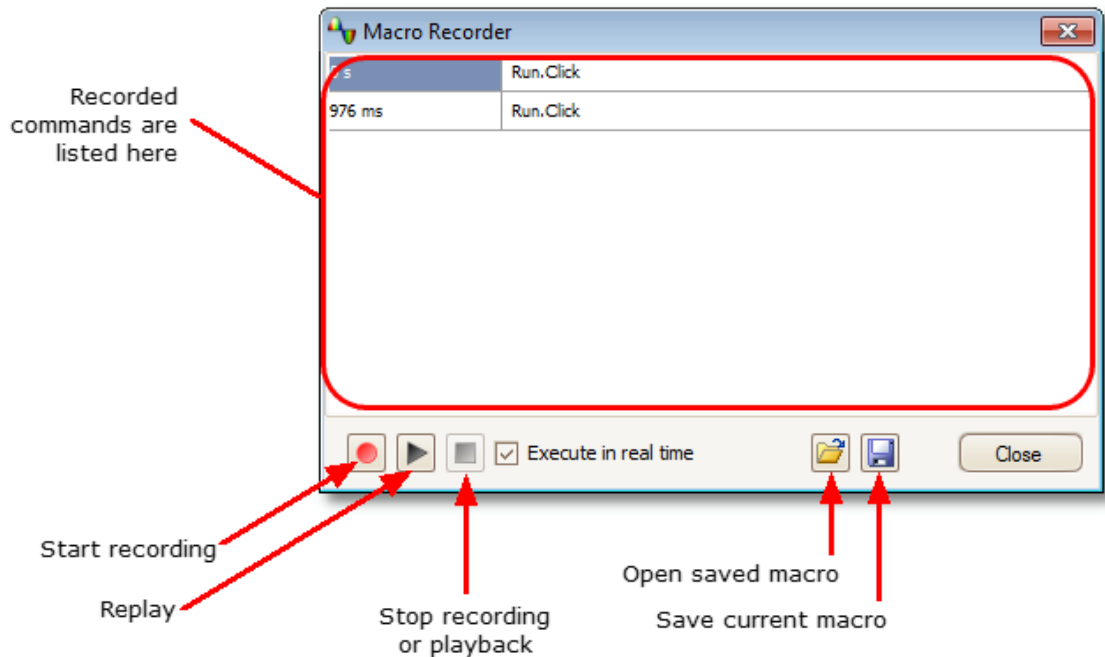 Macro Recorder
Run.Click
976 ms Run.Click
Recorded
commands are
listed here
Execute in real time
Close
Start recording
Replay
Stop recording
or playback
Open saved macro
Save current macro